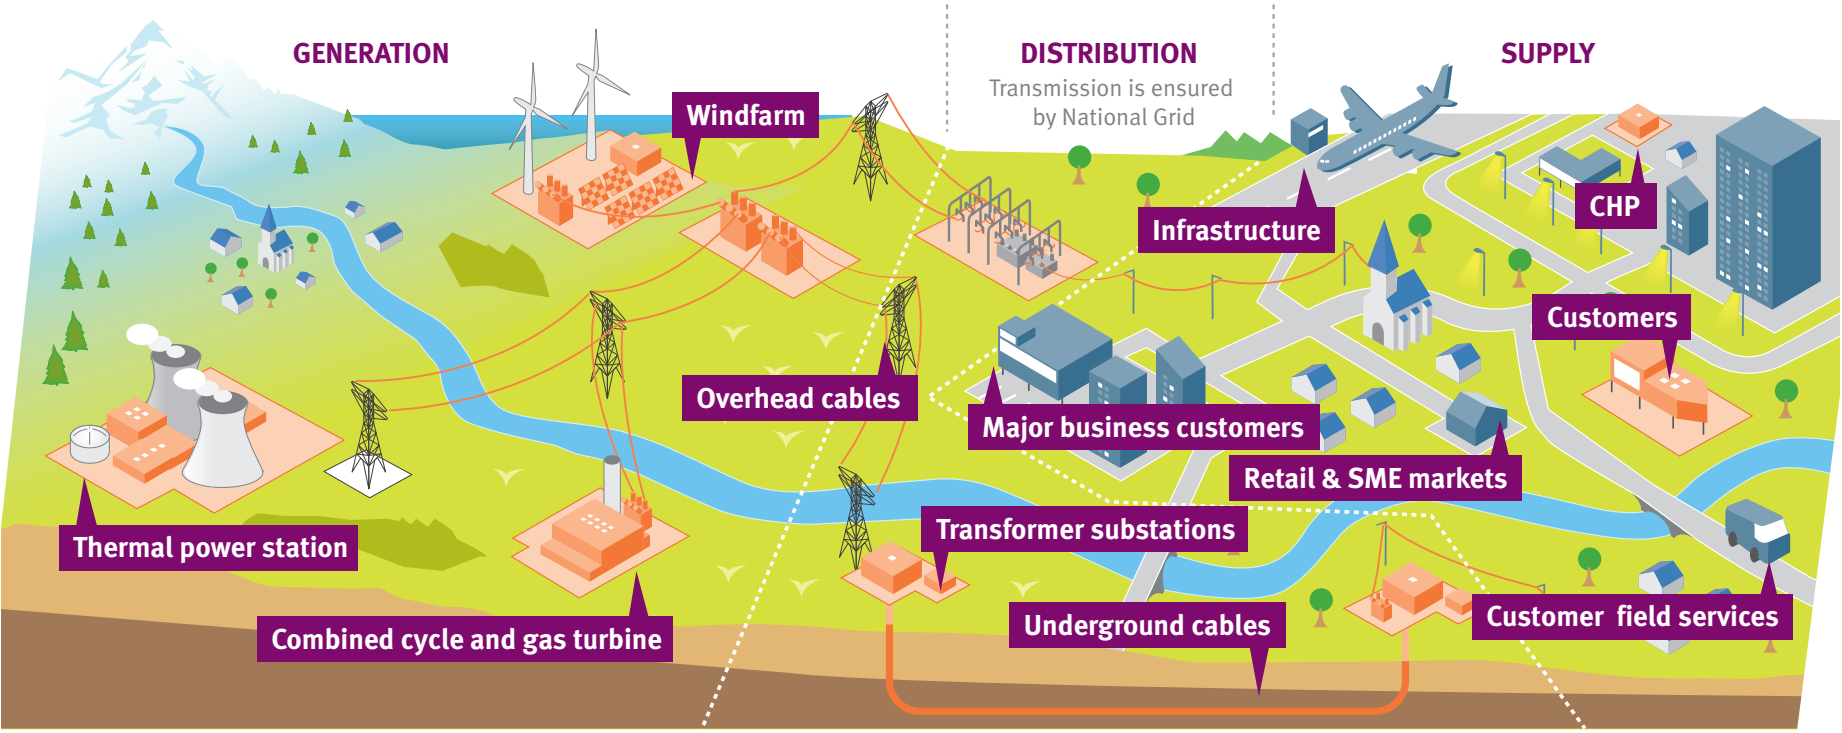 GENERATION
DISTRIBUTION
Transmission is ensured
by National Grid
SUPPLY
Windfarm
Infrastructure
CHP
Customers
Overhead cables
Major business customers
Retail & SME markets
Thermal power station
Transformer substations
Combined cycle and gas turbine
Underground cables
Customer field services